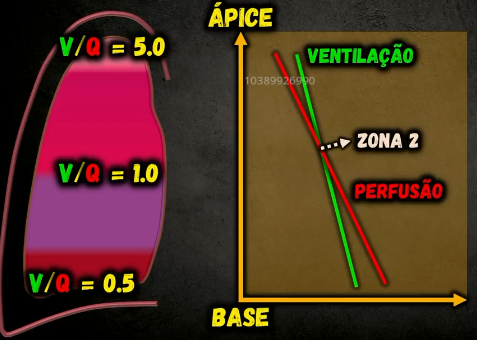 ÁPICE
V/Q = 5.0
VENTILAÇÃO
10389926990
ZONA 2
V/Q = 1.0
PERFUSÃO
V/Q = 0.5
BASE